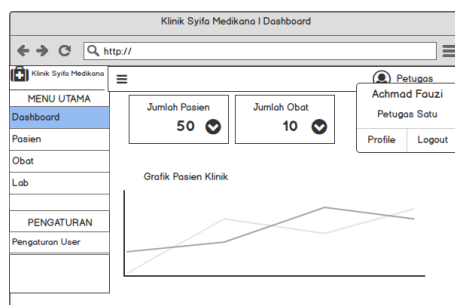 Klinik Syifa Medikana | Dashboard
http://
Klinik Syifa Medikana
Petugas
MENU UTAMA
Dashboard
Pasien
Obat
Lab
PENGATURAN
Pengaturan User
Jumlah Pasien
50
Jumlah Obat
10
Achmad Fauzi
Petugas Satu
Profile
Logout
Grafik Pasien Klinik